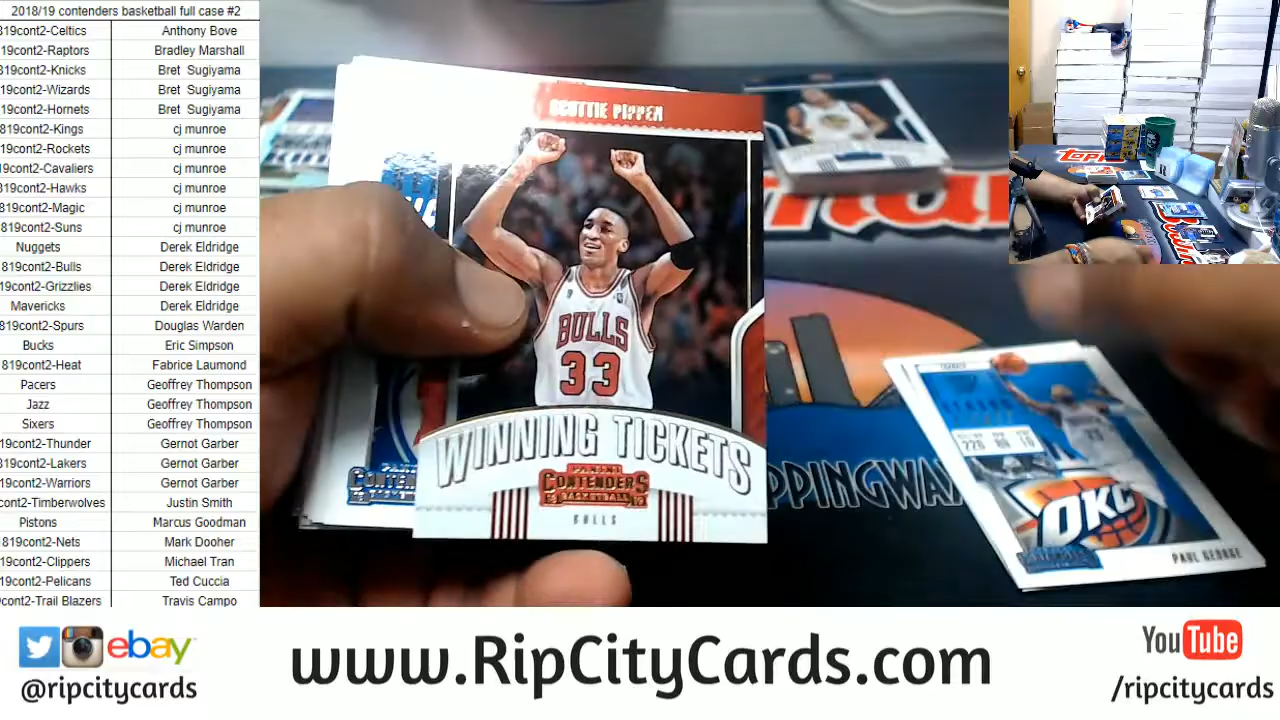 2018/19 contenders basketball full case #2
819cont2-Celtics Anthony Bove
19cont2-Raptors Bradley Marshall
19cont2-Knicks Bret Sugiyama
19cont2-Wizards Bret Sugiyama
19cont2-Hornets Bret Sugiyama
819cont2-Kings cj munroe
19cont2-Rockets cj munroe
19cont2-Cavaliers cj munroe
819cont2-Hawks cj munroe
819cont2-Magic cj munroe
819cont2-Suns cj munroe
Nuggets Derek Eldridge
819cont2-Bulls Derek Eldridge
19cont2-Grizzlies Derek Eldridge
Mavericks Derek Eldridge
819cont2-Spurs Douglas Warden
Bucks Eric Simpson
819cont2-Heat Fabrice Laumond
Pacers Geoffrey Thompson
Jazz Geoffrey Thompson
Sixers Geoffrey Thompson
19cont2-Thunder Gernot Garber
819cont2-Lakers Gernot Garber
19cont2-Warriors Gernot Garber
cont2-Timberwolves Justin Smith
Pistons Marcus Goodman
819cont2-Nets Mark Dooher
19cont2-Clippers Michael Tran
19cont2-Pelicans Ted Cuccia
cont2-Trail Blazers Travis Campo
SCOTTIE PIPPEN
BULLS
33
WINNING TICKETS
PANINI
CONTENDERS
BASKETBALL
BULLS
topps
PPINGWAX
THUNDER
SEASON
OKC
PAUL GEORGE
ebay
@ripcitycards
www.RipCityCards.com
YouTube
/ripcitycards